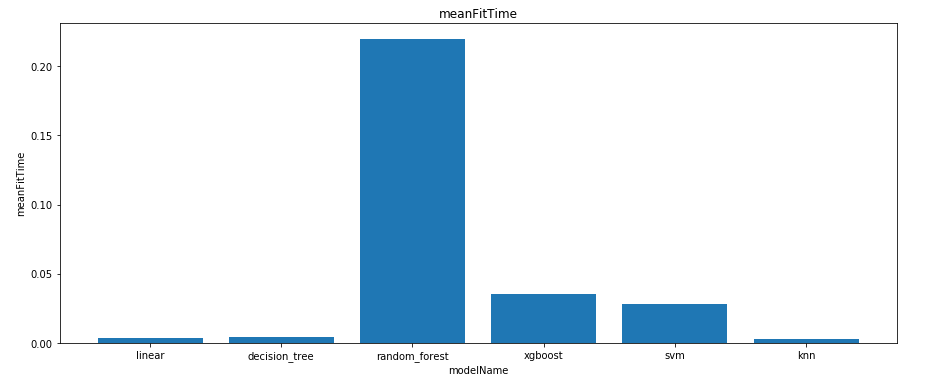 meanFitTime
meanFitTime
0.20
0.15
0.10
0.05
0.00
linear decision_tree random_forest xgboost svm knn
modelName